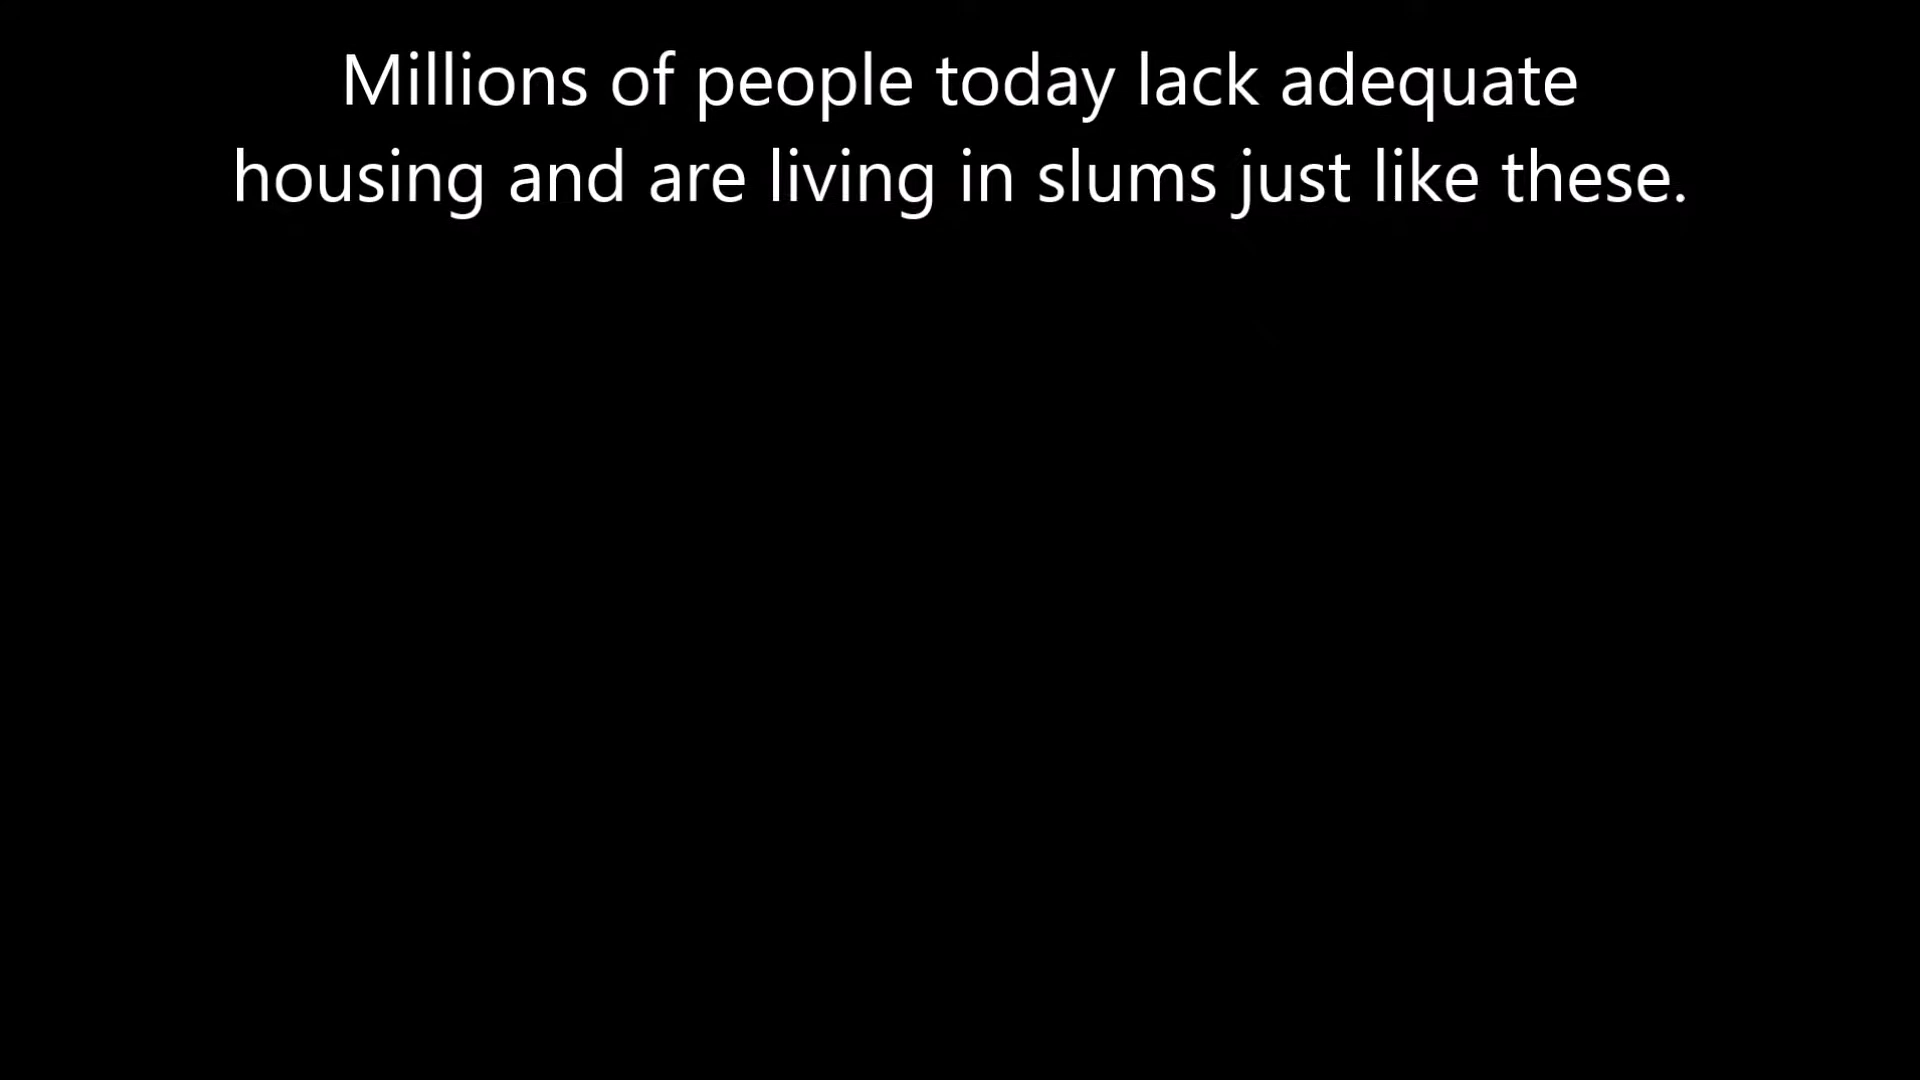 Millions of people today lack adequate
housing and are living in slums just like these.